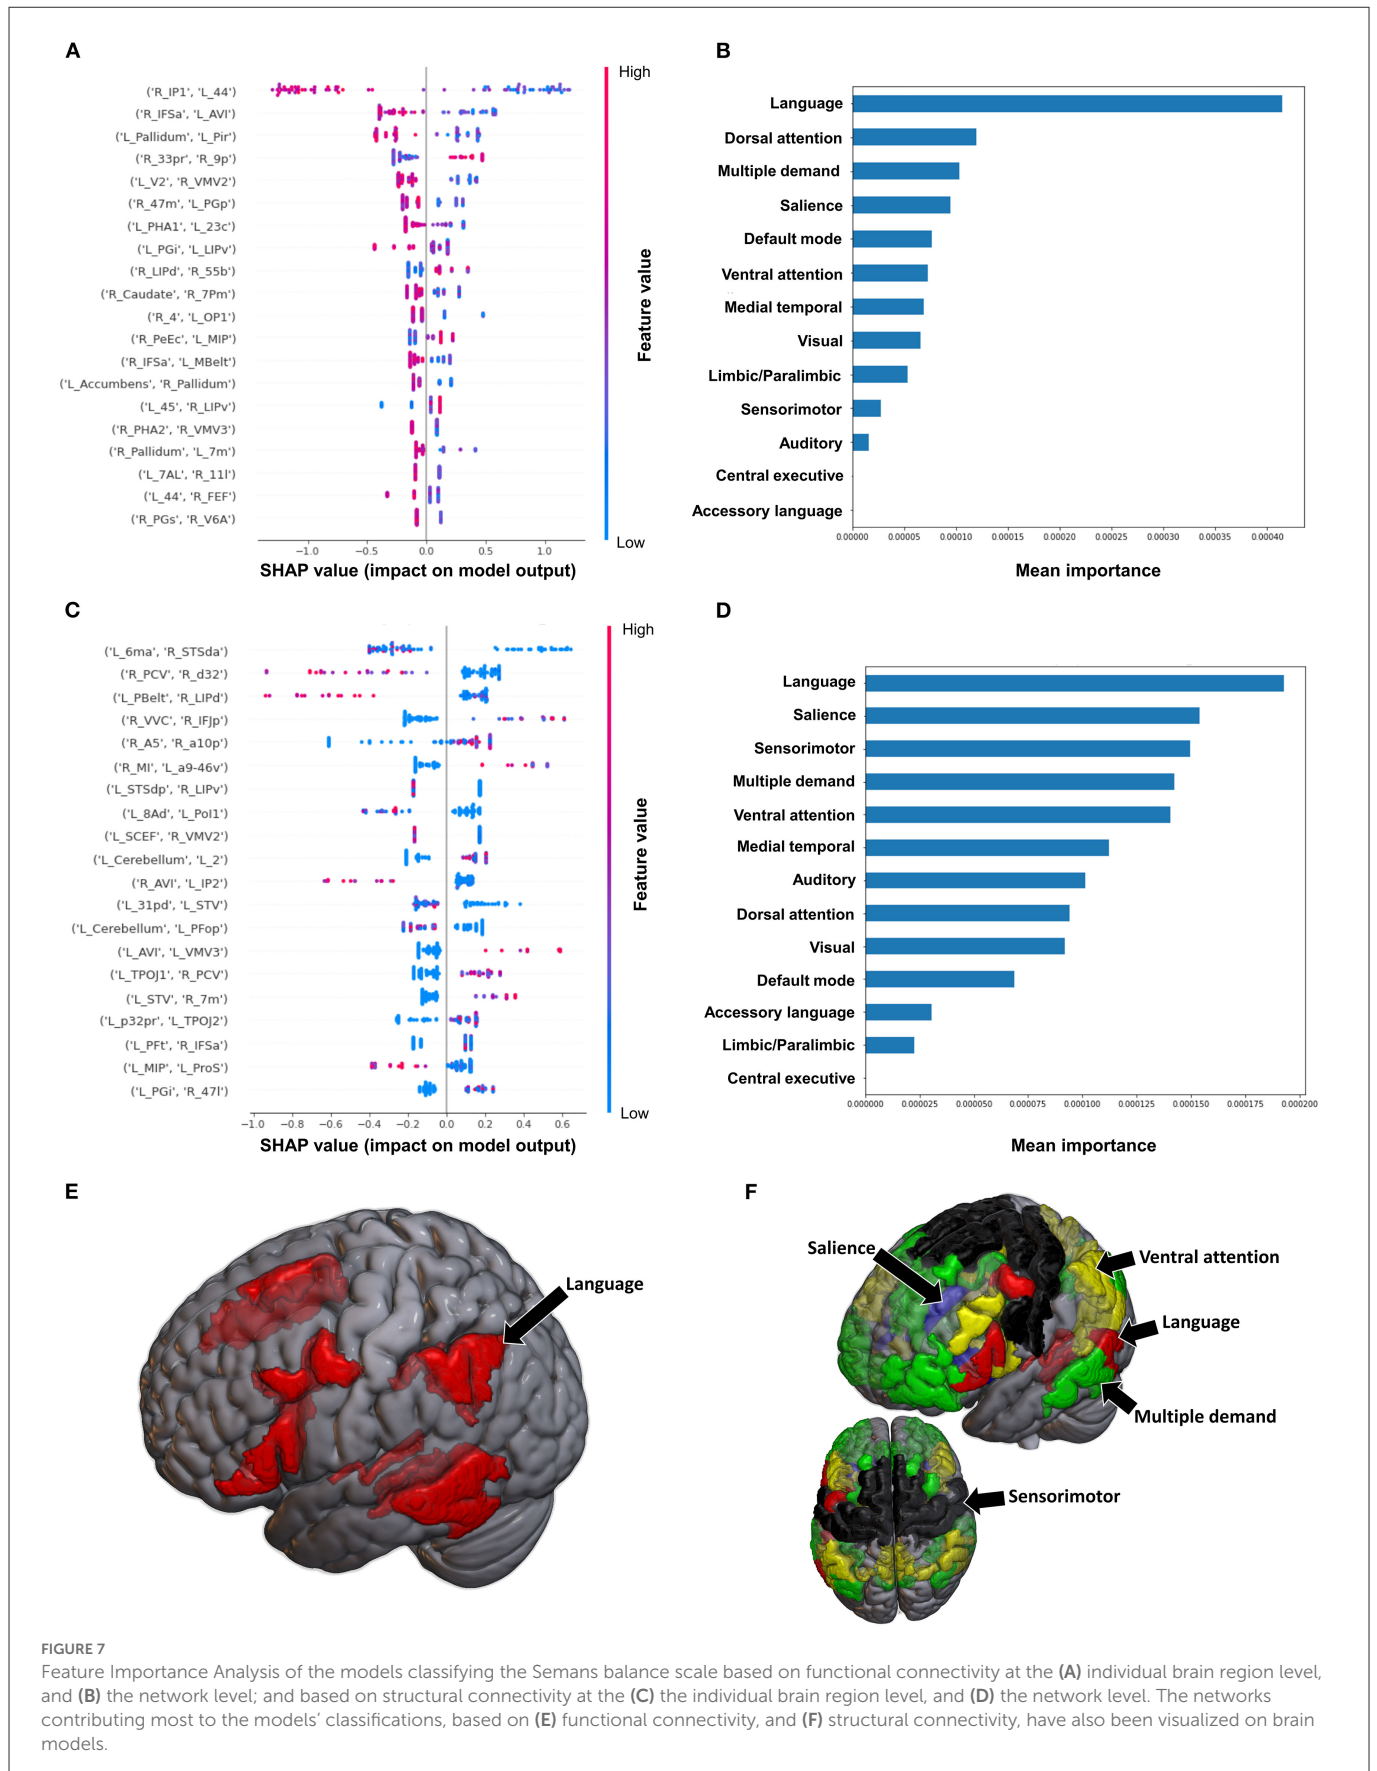 A
High
('R_IP1', 'L_44')
('R_IFSa', 'L_AVI')
('L_Pallidum', 'L_Pir')
('R_33pr', 'R_9p')
('L_V2', 'R_VMV2')
('R_47m', 'L_PGp')
('L_PHA1', 'L_23c')
('L_PGi', 'L_LIPv')
('R_LIPd', 'R_55b')
('R_Caudate', 'R_7Pm')
('R_4', 'L_OP1')
('R_PeEc', 'L_MIP')
('R_IFSa', 'L_MBelt')
('L_Accumbens', 'R_Pallidum')
('L_45', 'R_LIPv')
('R_PHA2', 'R_VMV3')
('R_Pallidum', 'L_7m')
('L_7AL', 'R_11l')
('L_44', 'R_FEF')
('R_PGs', 'R_V6A')
Feature value
Low
−1.0 −0.5 0.0 0.5 1.0
SHAP value (impact on model output)
B
Language
Dorsal attention
Multiple demand
Salience
Default mode
Ventral attention
Medial temporal
Visual
Limbic/Paralimbic
Sensorimotor
Auditory
Central executive
Accessory language
0.00000 0.00005 0.00010 0.00015 0.00020 0.00025 0.00030 0.00035 0.00040
Mean importance
C
High
('L_6ma', 'R_STSda')
('R_PCV', 'R_d32')
('L_PBelt', 'R_LIPd')
('R_VVC', 'R_IFJp')
('R_A5', 'R_a10p')
('R_MI', 'L_a9-46v')
('L_STSdp', 'R_LIPv')
('L_8Ad', 'L_PoI1')
('L_SCEF', 'R_VMV2')
('L_Cerebellum', 'L_2')
('R_AVI', 'L_IP2')
('L_31pd', 'L_STV')
('L_Cerebellum', 'L_PFop')
('L_AVI', 'L_VMV3')
('L_TPOJ1', 'R_PCV')
('L_STV', 'R_7m')
('L_p32pr', 'L_TPOJ2')
('L_PFt', 'R_IFSa')
('L_MIP', 'L_ProS')
('L_PGi', 'R_47l')
Feature value
Low
−1.0 −0.8 −0.6 −0.4 −0.2 0.0 0.2 0.4 0.6
SHAP value (impact on model output)
D
Language
Salience
Sensorimotor
Multiple demand
Ventral attention
Medial temporal
Auditory
Dorsal attention
Visual
Default mode
Accessory language
Limbic/Paralimbic
Central executive
0.000000 0.000025 0.000050 0.000075 0.000100 0.000125 0.000150 0.000175 0.000200
Mean importance
E
Language
F
Salience
Ventral attention
Language
Multiple demand
Sensorimotor
FIGURE 7
Feature Importance Analysis of the models classifying the Semans balance scale based on functional connectivity at the (A) individual brain region level,
and (B) the network level; and based on structural connectivity at the (C) the individual brain region level, and (D) the network level. The networks
contributing most to the models' classifications, based on (E) functional connectivity, and (F) structural connectivity, have also been visualized on brain
models.